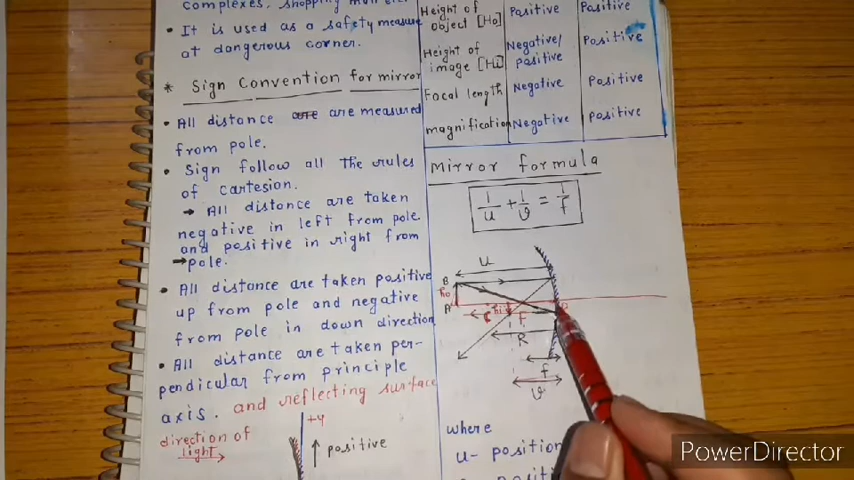 complexes, shopping mall etc.
• It is used as a safety measure
at dangerous corner.
* Sign Convention for mirror
• All distance are are measured
from pole.
• Sign follow all the rules
of cartesion.
→ All distance are taken
negative in left from pole
and positive in right from
→pole.
• All distance are taken positive
up from pole and negative
from pole in down direction
• All distance are taken per-
pendicular from principle
axis. and reflecting surface
direction of
light
+y
positive
Height of
object [Ho]
Positive
Positive
Height of
image [Hi]
Negative/
positive
Positive
Focal length
Negative
Positive
magnification
Negative
Positive
Mirror formula
1/u + 1/v = 1/f
u
B
ho
A
C
hi
F
P
R
f
v
where
u- position
PowerDirector